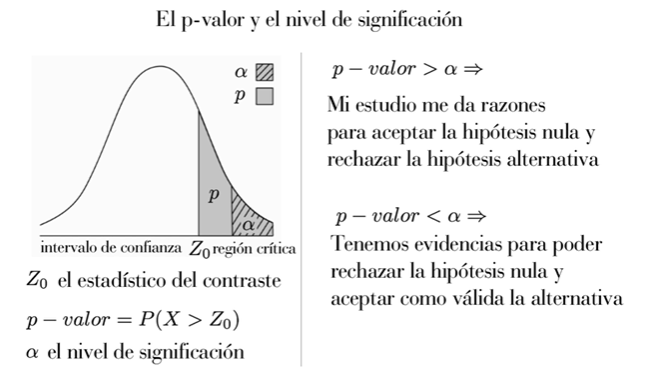 El p-valor y el nivel de significación
α
p
p
α
intervalo de confianza Z₀ región crítica
Z₀ el estadístico del contraste
p − valor = P(X > Z₀)
α el nivel de significación
p − valor > α ⇒
Mi estudio me da razones
para aceptar la hipótesis nula y
rechazar la hipótesis alternativa
p − valor < α ⇒
Tenemos evidencias para poder
rechazar la hipótesis nula y
aceptar como válida la alternativa